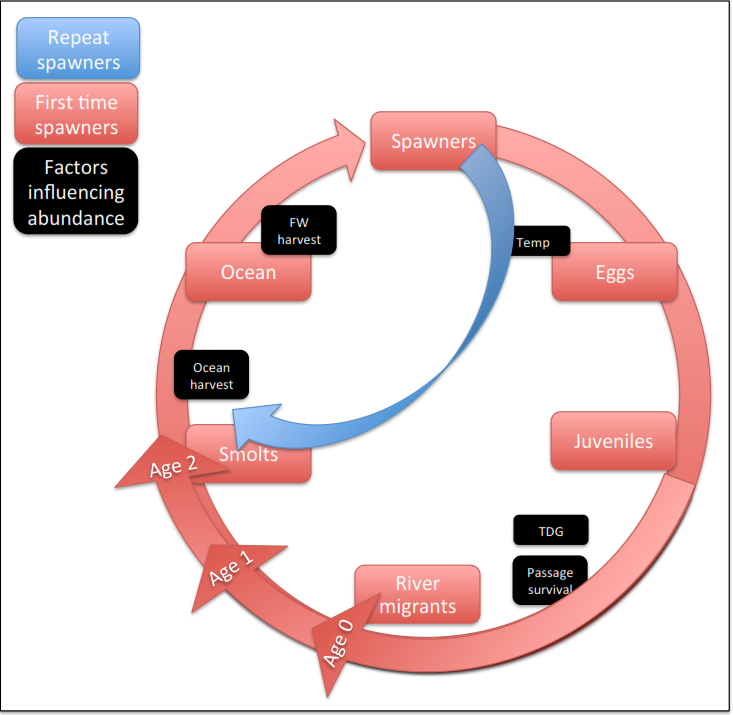 Repeat
spawners
First time
spawners
Factors
influencing
abundance
Spawners
FW
harvest
Temp
Ocean
Eggs
Ocean
harvest
Juveniles
Smolts
Age 2
TDG
Age 1
Passage
survival
River
migrants
Age 0